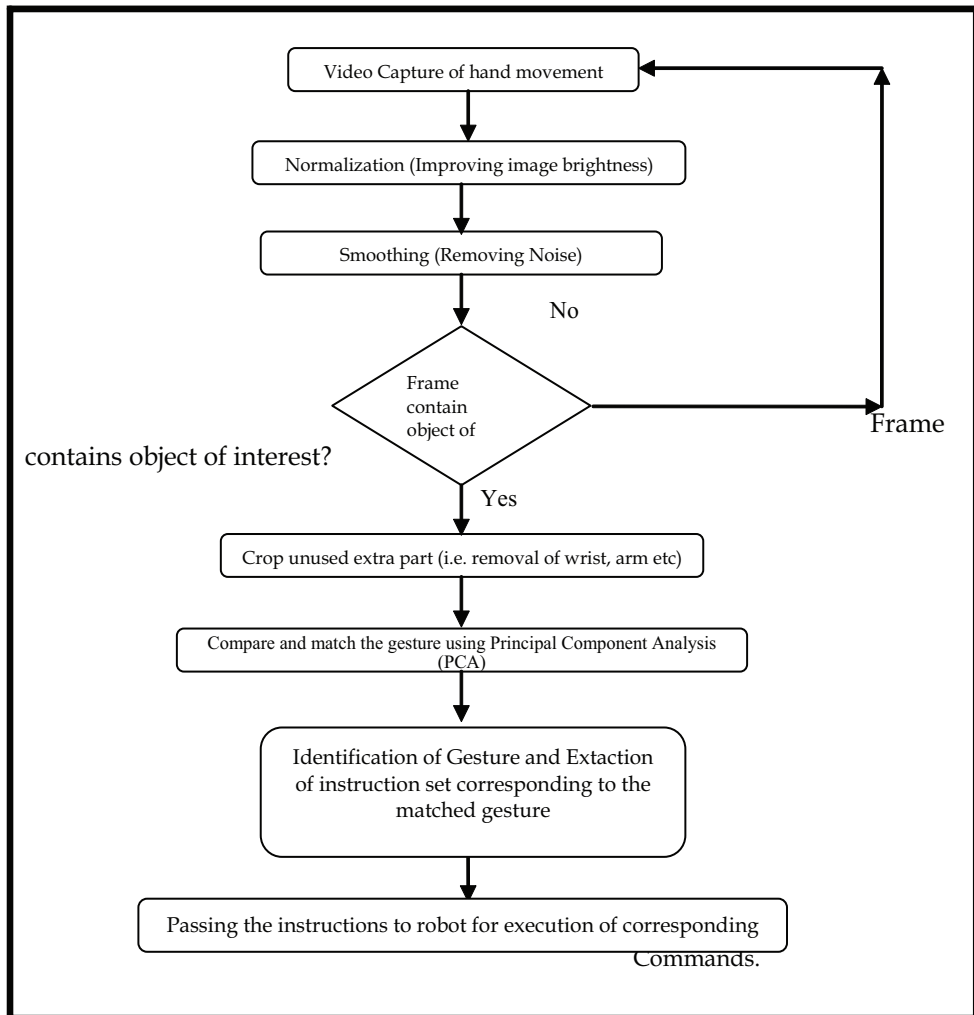 Video Capture of hand movement
Normalization (Improving image brightness)
Smoothing (Removing Noise)
No
Frame
contain
object of
Frame
contains object of interest?
Yes
Crop unused extra part (i.e. removal of wrist, arm etc)
Compare and match the gesture using Principal Component Analysis
(PCA)
Identification of Gesture and Extaction
of instruction set corresponding to the
matched gesture
Passing the instructions to robot for execution of corresponding
Commands.